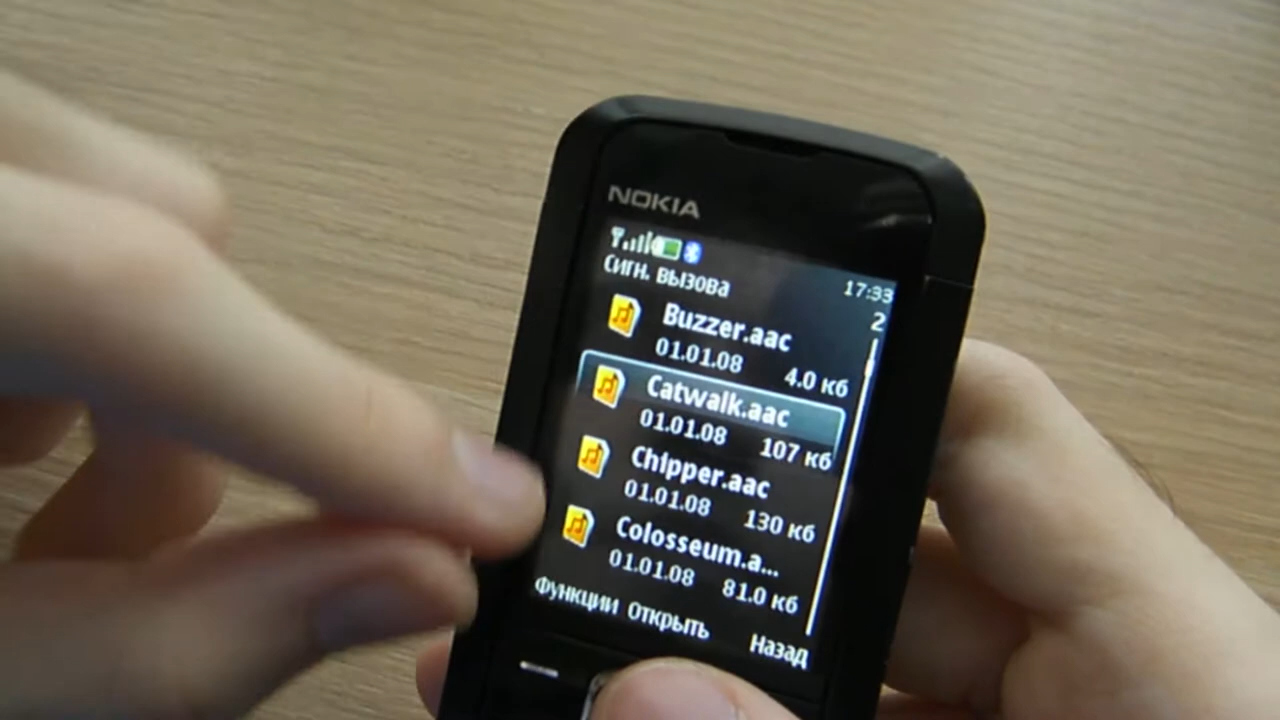 NOKIA
17:33
Сигн. вызова
2
Buzzer.aac
01.01.08 4.0 кб
Catwalk.aac
01.01.08 107 кб
Chipper.aac
01.01.08 130 кб
Colosseum.a...
01.01.08 81.0 кб
Функции Открыть Назад